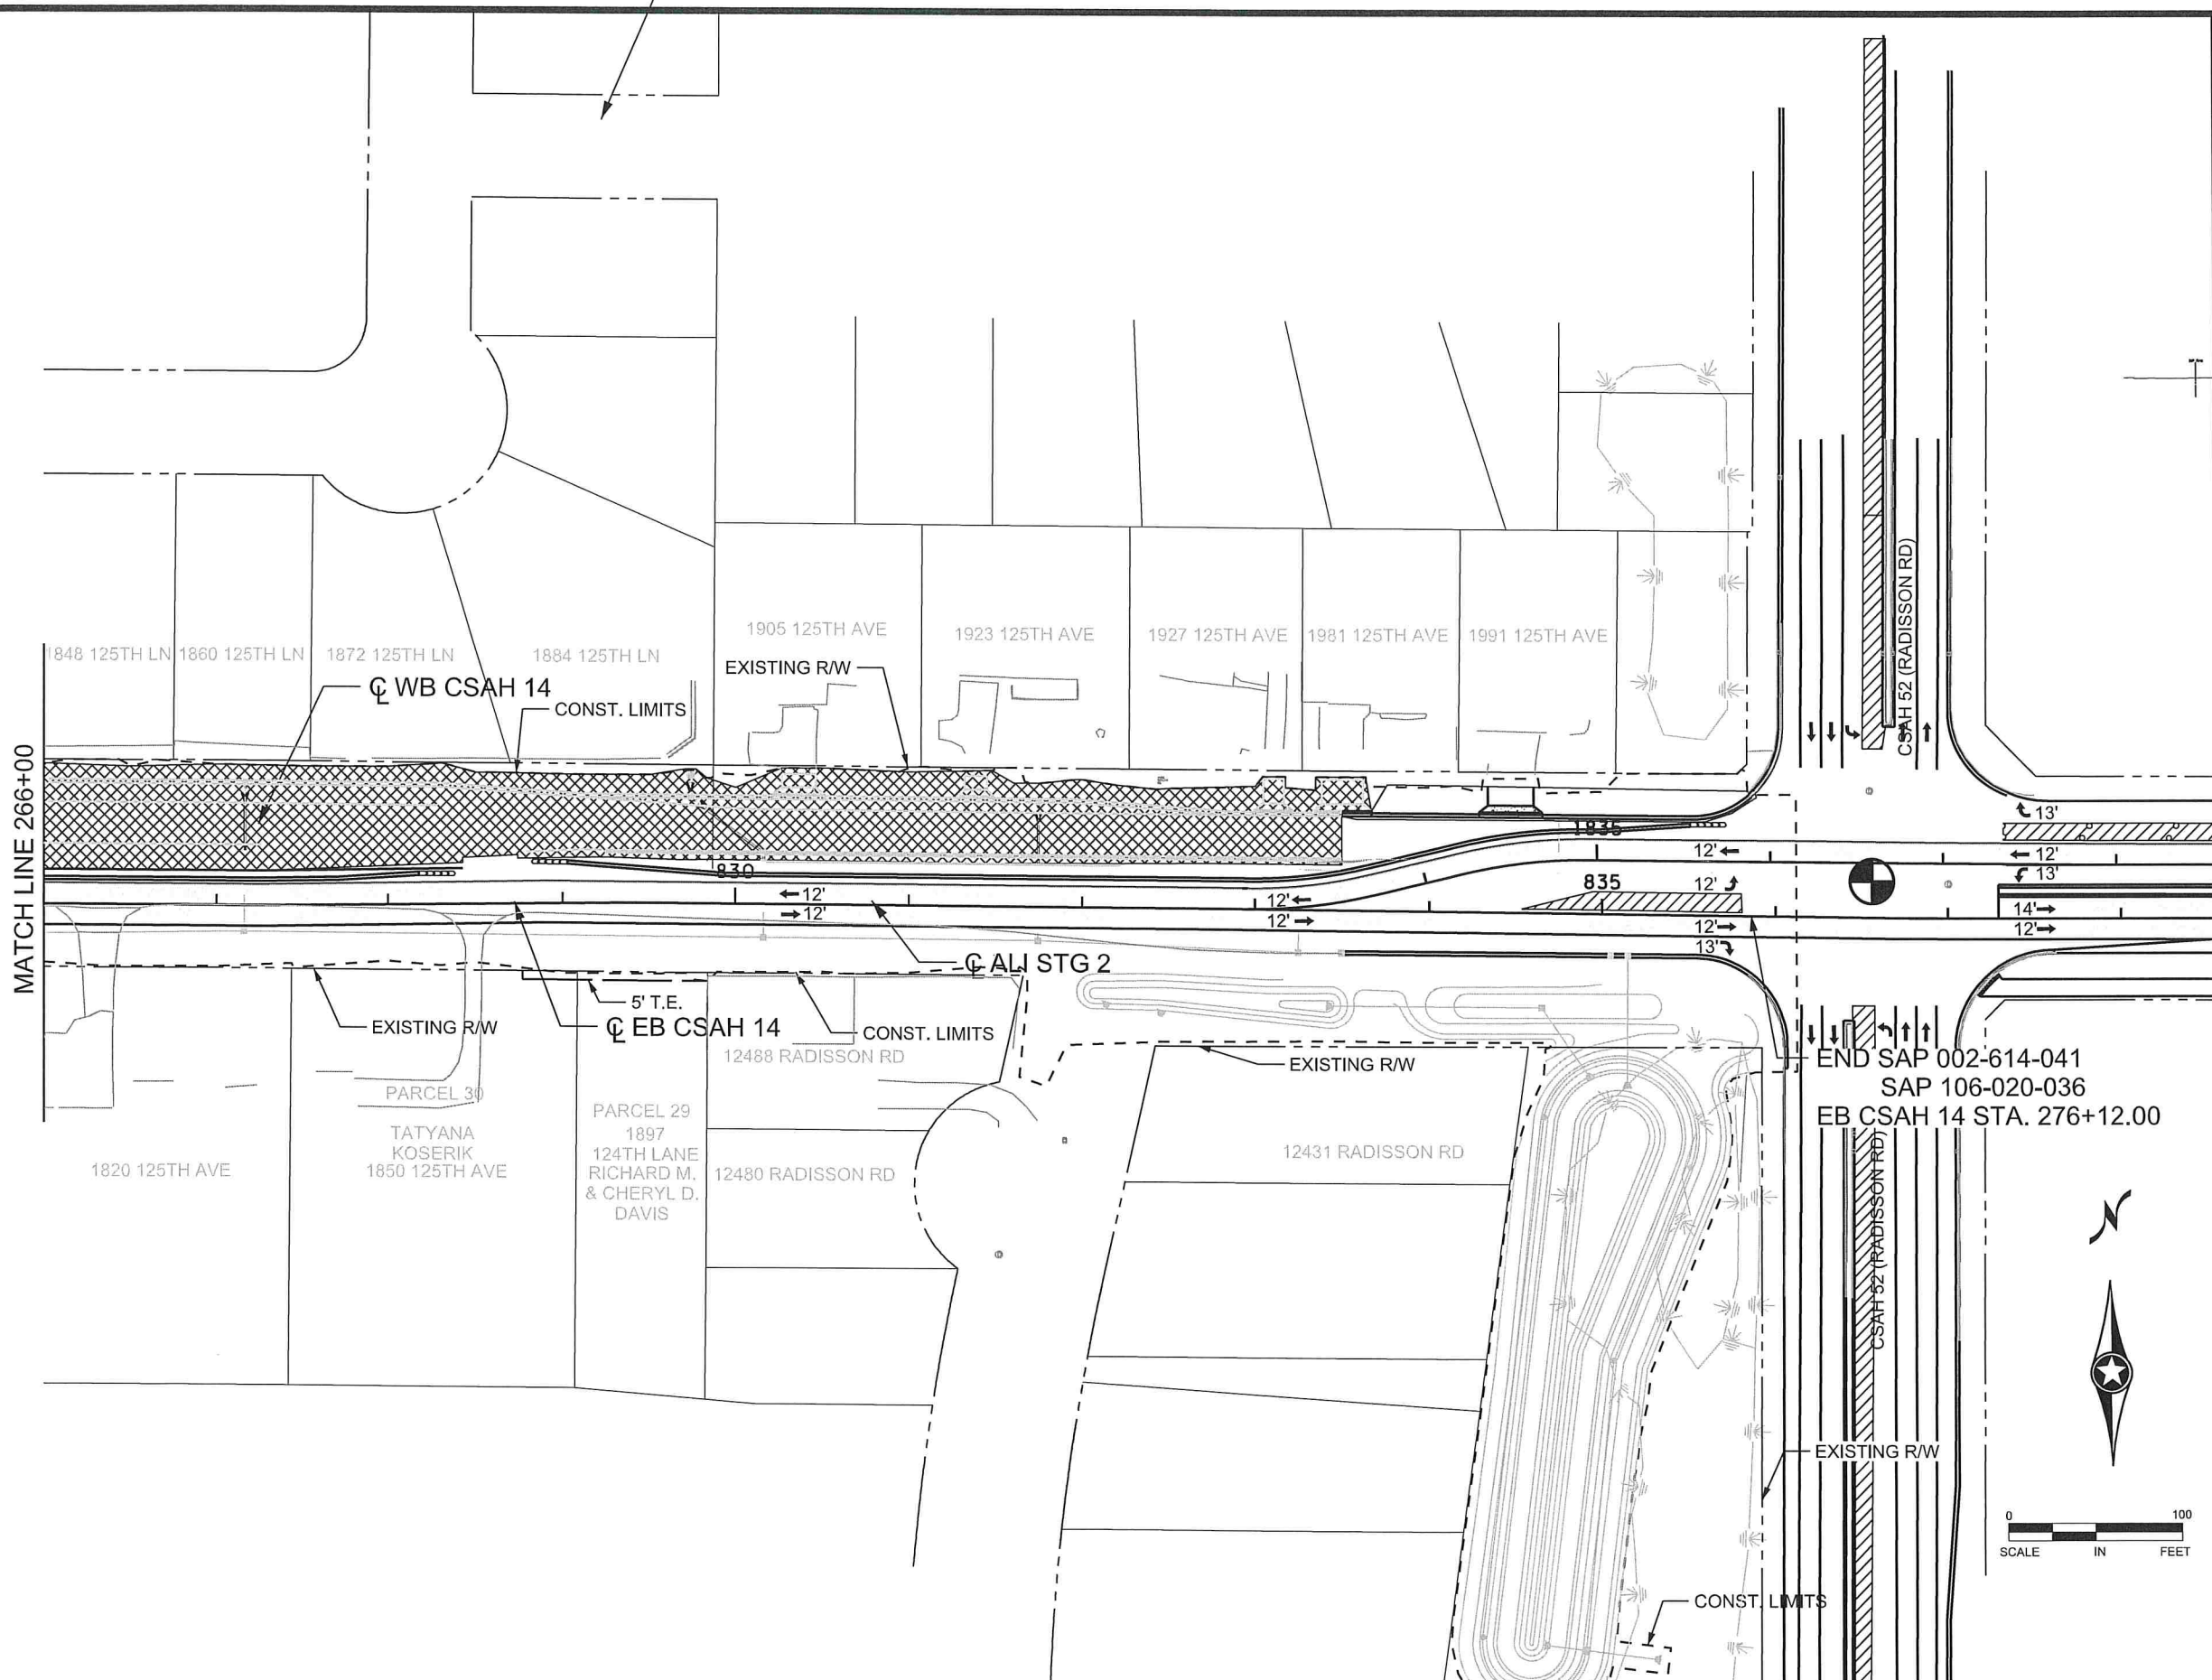 1848 125TH LN
1860 125TH LN
1872 125TH LN
1884 125TH LN
1905 125TH AVE
1923 125TH AVE
1927 125TH AVE
1981 125TH AVE
1991 125TH AVE
EXISTING R/W
℄ WB CSAH 14
CONST. LIMITS
CSAH 52 (RADISSON RD)
MATCH LINE 266+00
13'
1835
12'
12'
830
13'
835
12'
12'
12'
14'
12'
12'
12'
12'
13'
℄ ALI STG 2
5' T.E.
EXISTING R/W
℄ EB CSAH 14
CONST. LIMITS
12488 RADISSON RD
EXISTING R/W
END SAP 002-614-041
SAP 106-020-036
EB CSAH 14 STA. 276+12.00
PARCEL 30
TATYANA
KOSERIK
1850 125TH AVE
1820 125TH AVE
PARCEL 29
1897
124TH LANE
RICHARD M.
& CHERYL D.
DAVIS
12480 RADISSON RD
12431 RADISSON RD
CSAH 52 (RADISSON RD)
N
EXISTING R/W
0 100
SCALE IN FEET
CONST. LIMITS